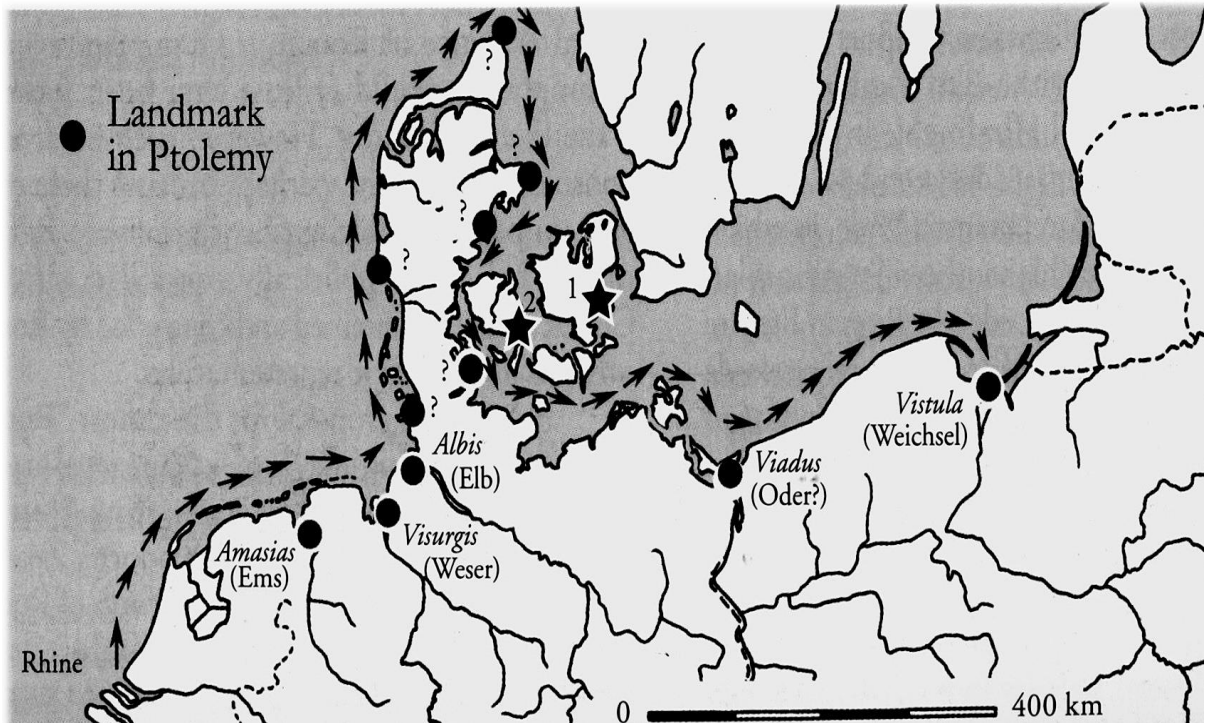 Landmark
in Ptolemy
?
?
?
?
1
2
?
?
Vistula
(Weichsel)
Albis
(Elb)
Viadus
(Oder?)
Visurgis
(Weser)
Amasias
(Ems)
Rhine
0
400 km